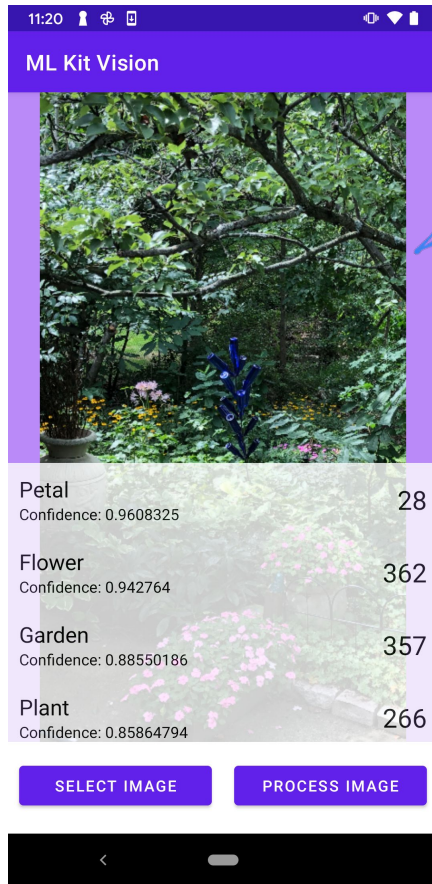 11:20
ML Kit Vision
Petal
Confidence: 0.9608325
28
Flower
Confidence: 0.942764
362
Garden
Confidence: 0.88550186
357
Plant
Confidence: 0.85864794
266
SELECT IMAGE
PROCESS IMAGE